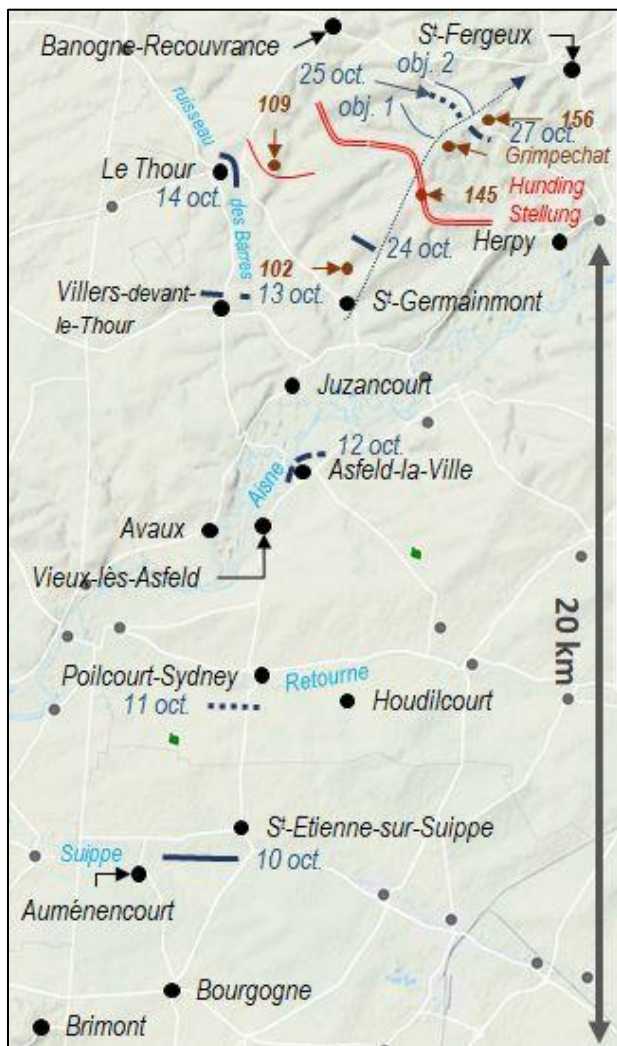 Banogne-Recouvrance
Sᵗ-Fergeux
25 oct.
obj. 2
obj. 1
ruisseau
109
156
27 oct.
Grimpechat
Le Thour
14 oct.
des Barres
145
Hunding
Stellung
24 oct.
Herpy
102
Villers-devant-
le-Thour
13 oct.
Sᵗ-Germainmont
Juzancourt
12 oct.
Aisne
Asfeld-la-Ville
Avaux
Vieux-lès-Asfeld
20 km
Poilcourt-Sydney
Retourne
11 oct.
Houdilcourt
Sᵗ-Etienne-sur-Suippe
Suippe
10 oct.
Auménencourt
Bourgogne
Brimont